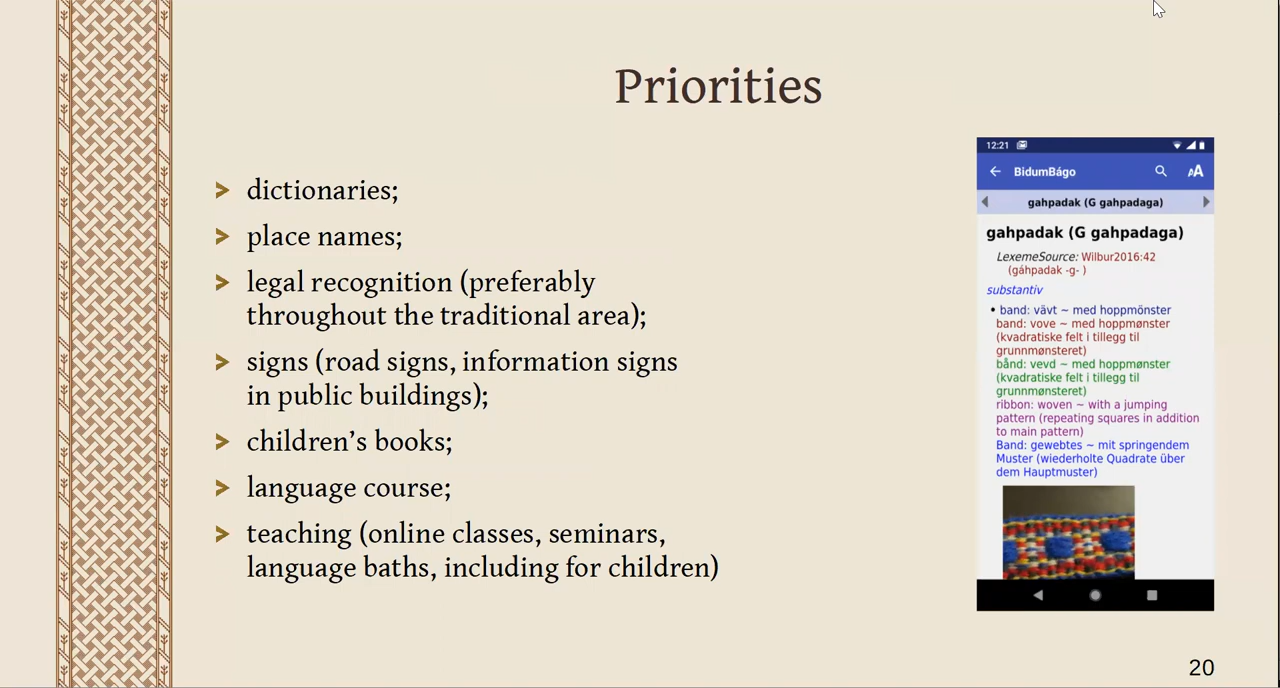 Priorities
dictionaries;
place names;
legal recognition (preferably
throughout the traditional area);
signs (road signs, information signs
in public buildings);
children’s books;
language course;
teaching (online classes, seminars,
language baths, including for children)
12:21
BidumBágo
AA
gahpadak (G gahpadaga)
gahpadak (G gahpadaga)
LexemeSource: Wilbur2016:42
(gáhpadak -g- )
substantiv
• band: vävt ~ med hoppmönster
band: vove ~ med hoppmønster
(kvadratiske felt i tillegg til
grunnmønsteret)
bånd: vevd ~ med hoppmønster
(kvadratiske felt i tillegg til
grunnmønsteret)
ribbon: woven ~ with a jumping
pattern (repeating squares in addition
to main pattern)
Band: gewebtes ~ mit springendem
Muster (wiederholte Quadrate über
dem Hauptmuster)
20